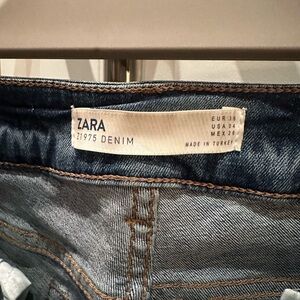 ZARA
Z1975 DENIM
EUR 36
USA 04
MEX 26
MADE IN TURKEY